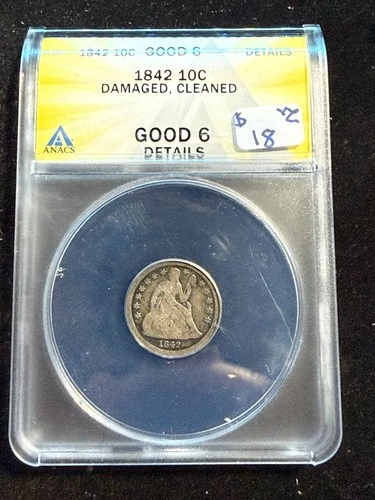 1842 10C GOOD 6 DETAILS
1842 10C
DAMAGED, CLEANED
GOOD 6
DETAILS
ANACS
$
18
1842